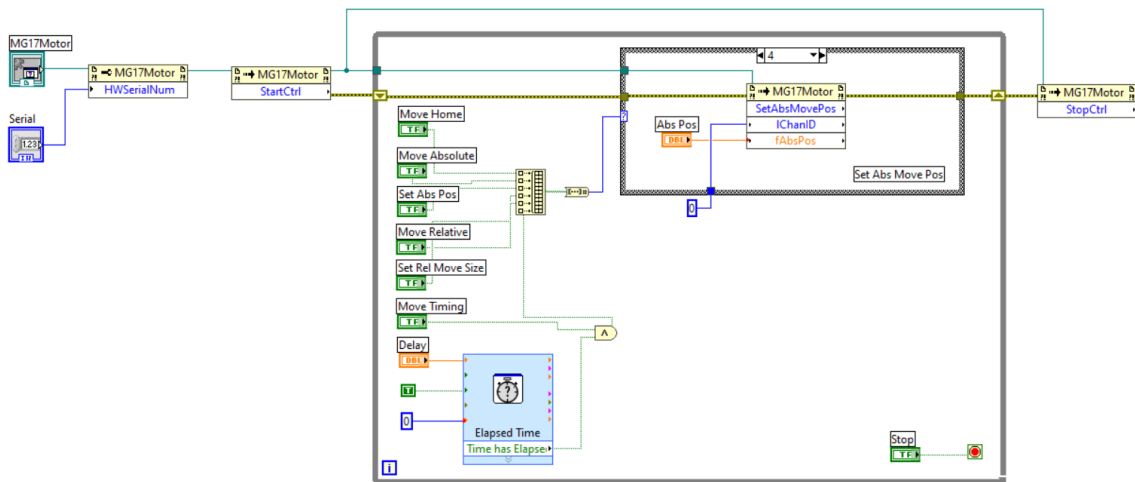 MG17Motor
MG17Motor
HWSerialNum
Serial
1.23
MG17Motor
StartCtrl
Move Home
TF
Move Absolute
TF
Set Abs Pos
TF
Move Relative
TF
Set Rel Move Size
TF
Move Timing
TF
Delay
DBL
T
0
Elapsed Time
Time has Elapse
i
4
MG17Motor
SetAbsMovePos
lChanID
fAbsPos
Abs Pos
DBL
Set Abs Move Pos
0
?
Stop
TF
MG17Motor
StopCtrl